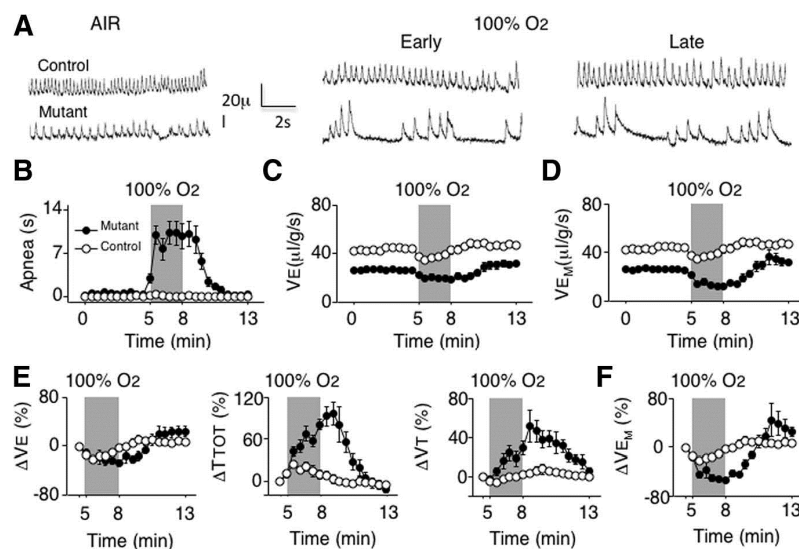 A AIR 100% O2
Early Late
Control
Mutant
20μl
2s
B 100% O2
Apnea (s)
14
7
0
Mutant
Control
0 5 8 13
Time (min)
C 100% O2
VE(μl/g/s)
80
40
0
0 5 8 13
Time (min)
D 100% O2
VEM(μl/g/s)
80
40
0
0 5 8 13
Time (min)
E 100% O2
ΔVE (%)
80
0
-80
5 8 13
Time (min)
100% O2
ΔTTOT (%)
120
60
0
5 8 13
Time (min)
100% O2
ΔVT (%)
80
40
0
5 8 13
Time (min)
F 100% O2
ΔVEM (%)
80
0
-80
5 8 13
Time (min)